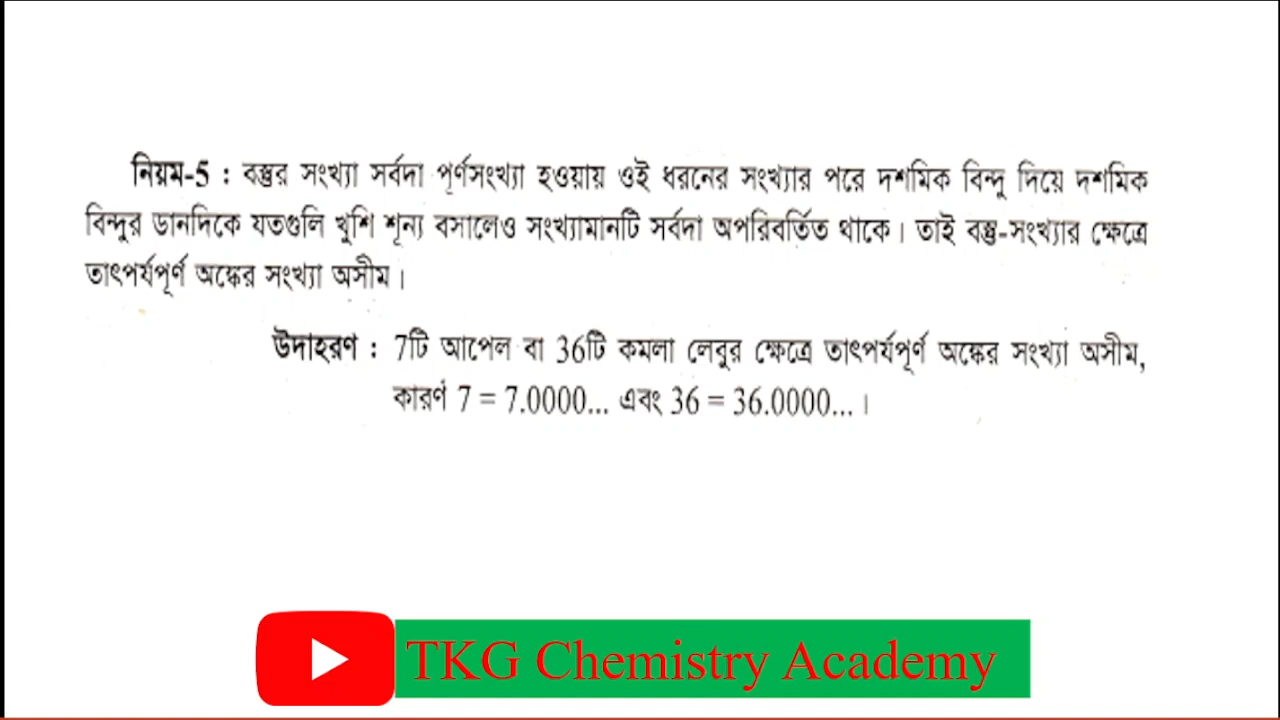 নিয়ম-5 : বস্তুর সংখ্যা সর্বদা পূর্ণসংখ্যা হওয়ায় ওই ধরনের সংখ্যার পরে দশমিক বিন্দু দিয়ে দশমিক
বিন্দুর ডানদিকে যতগুলি খুশি শূন্য বসালেও সংখ্যামানটি সর্বদা অপরিবর্তিত থাকে। তাই বস্তু-সংখ্যার ক্ষেত্রে
তাৎপর্যপূর্ণ অঙ্কের সংখ্যা অসীম।
উদাহরণ : 7টি আপেল বা 36টি কমলা লেবুর ক্ষেত্রে তাৎপর্যপূর্ণ অঙ্কের সংখ্যা অসীম,
কারণ 7 = 7.0000... এবং 36 = 36.0000...।
TKG Chemistry Academy